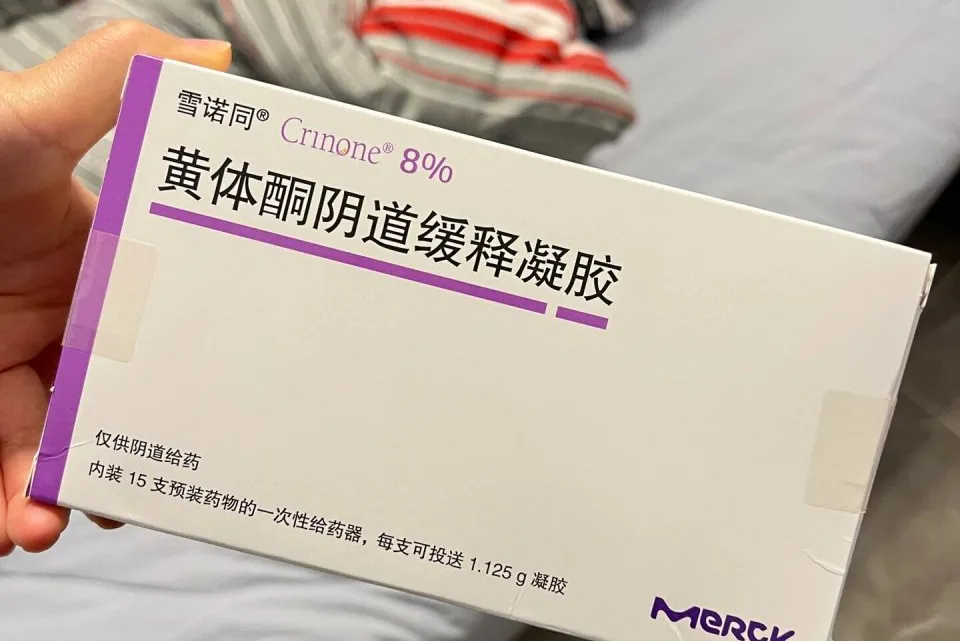 雪诺同® Crinone® 8%
黄体酮阴道缓释凝胶
仅供阴道给药
内装 15 支预装药物的一次性给药器，每支可投送 1.125 g 凝胶
MERCK